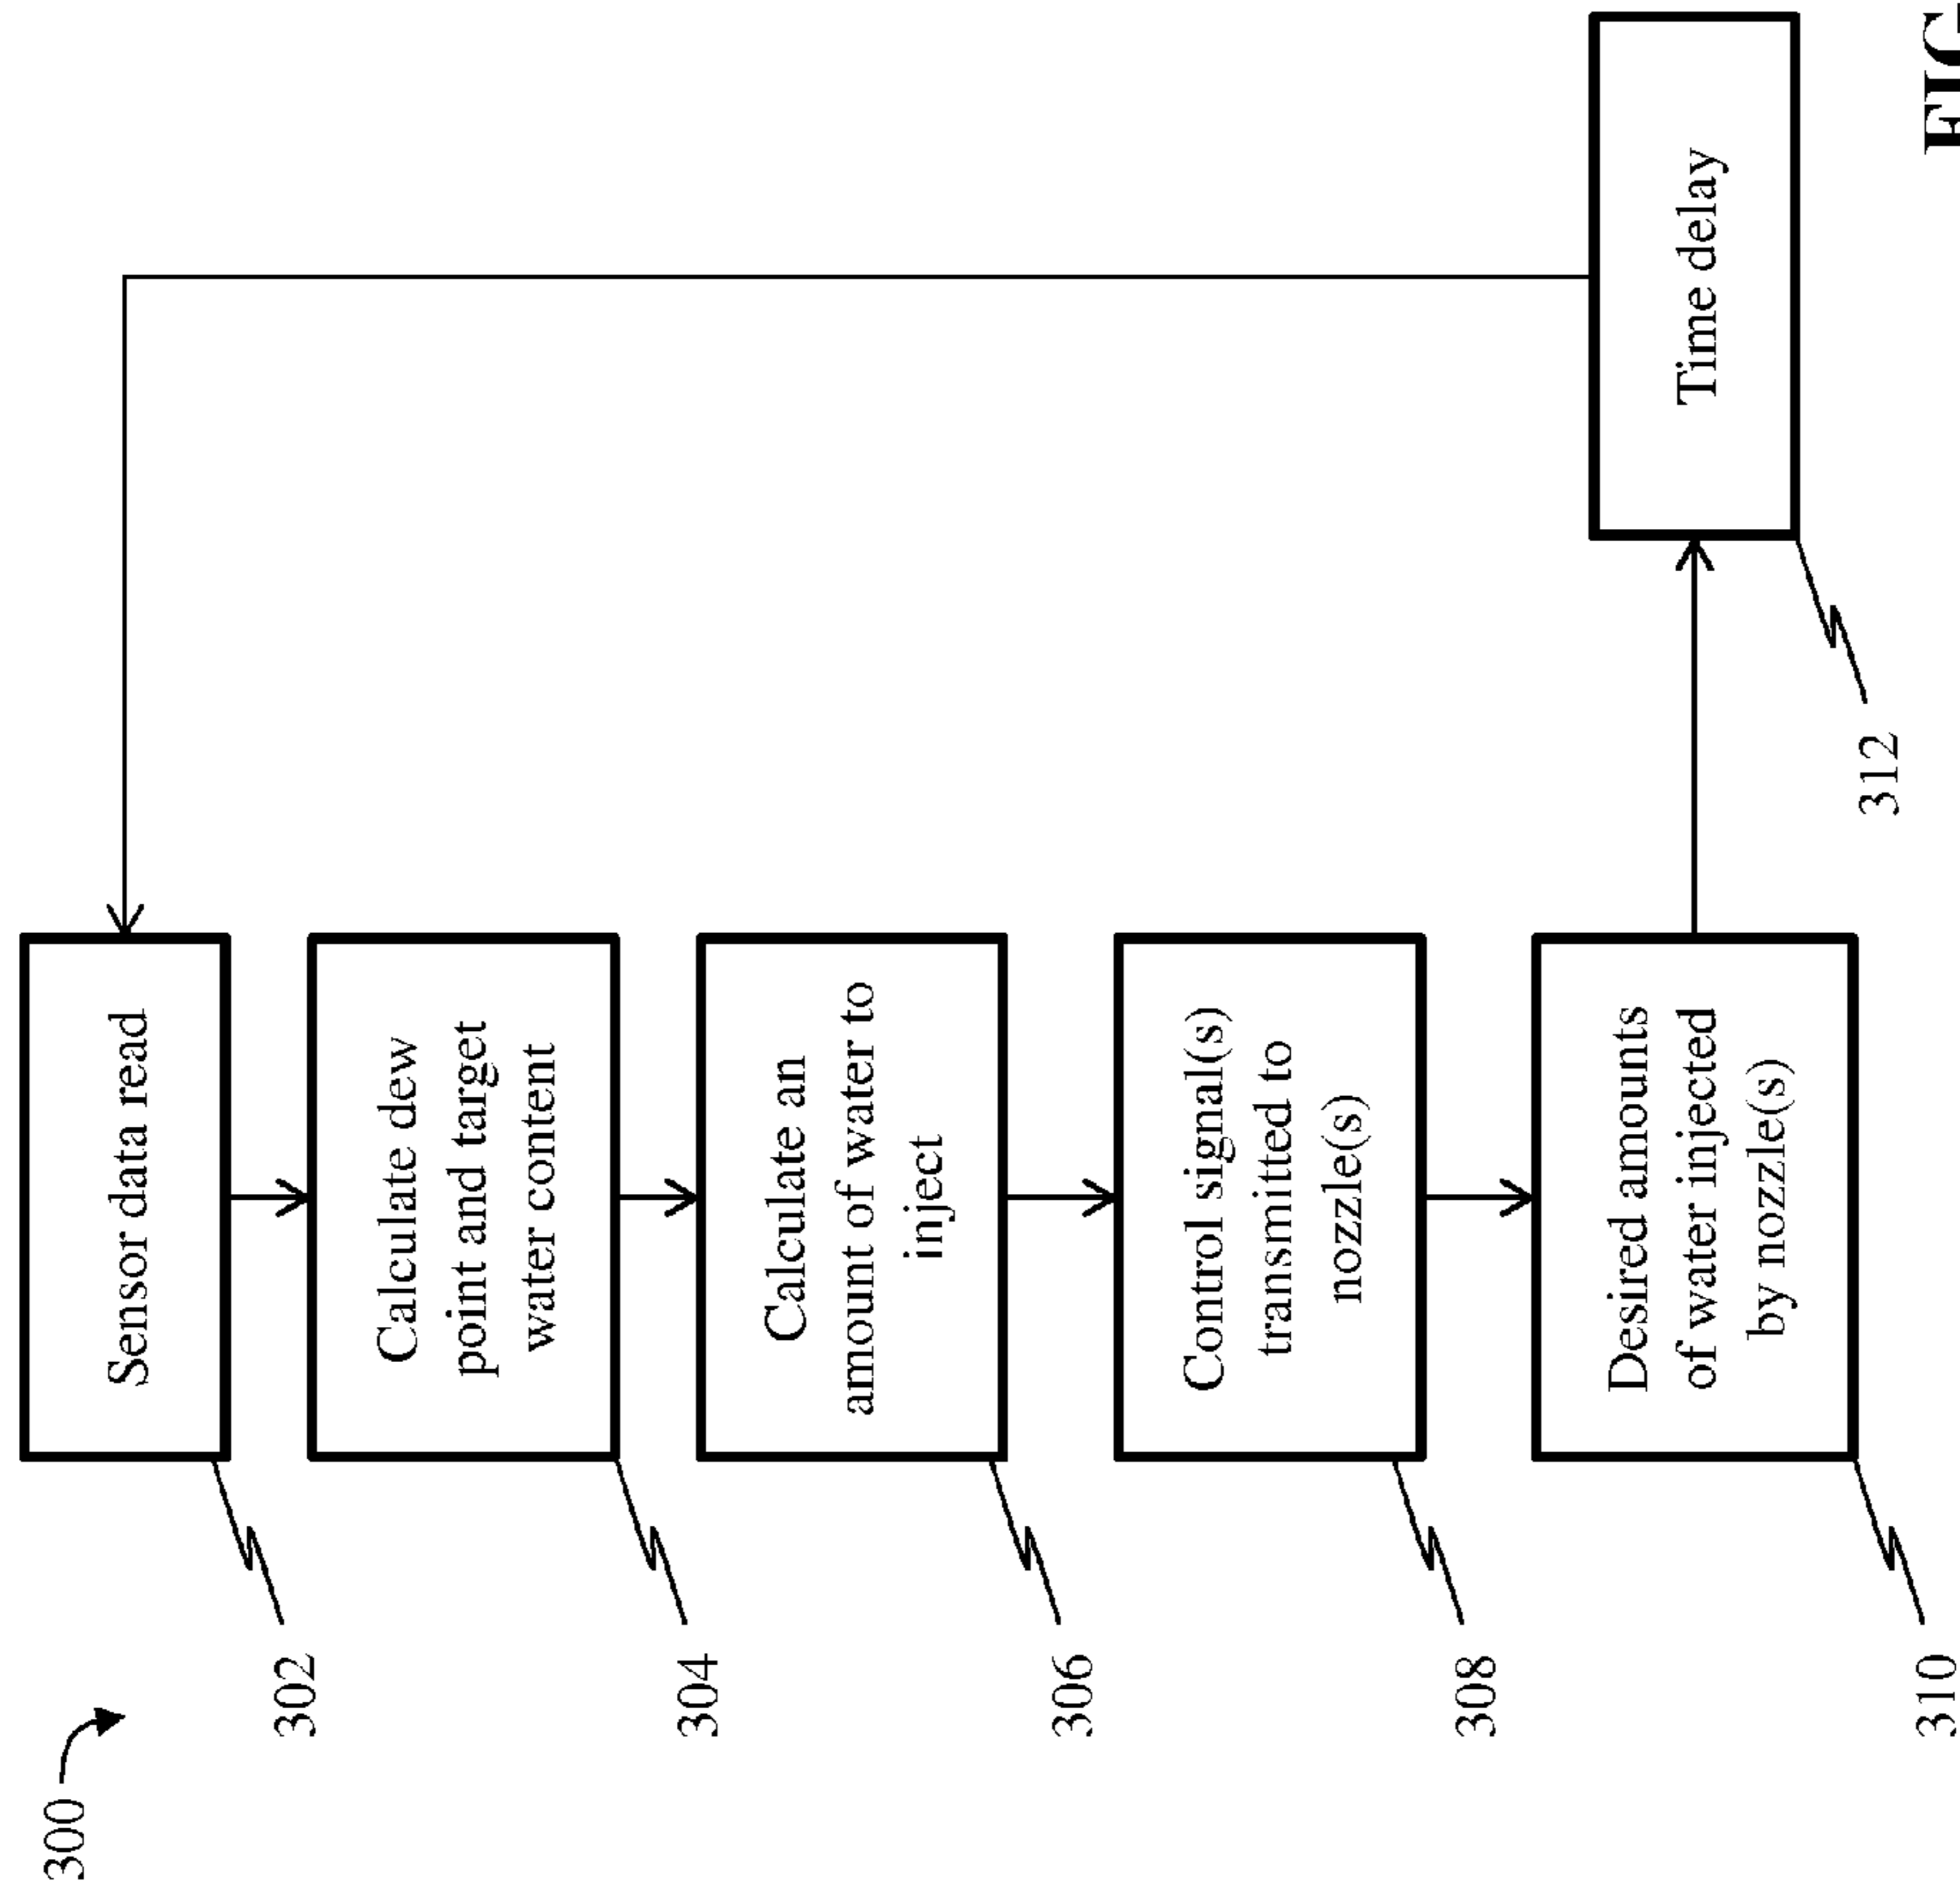 300
Sensor data read
302
Calculate dew
point and target
water content
304
Calculate an
amount of water to
inject
306
Control signal(s)
transmitted to
nozzle(s)
308
Desired amounts
of water injected
by nozzle(s)
310
Time delay
312